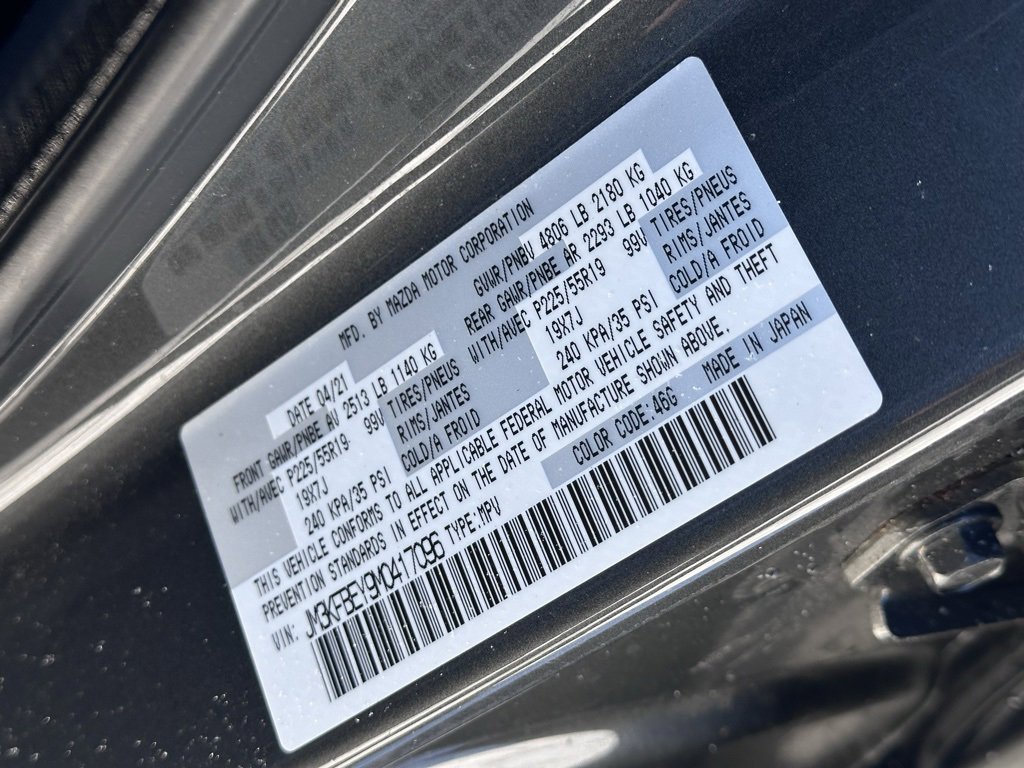 MFD. BY MAZDA MOTOR CORPORATION
DATE 04/21 GVWR/PNBV 4806 LB 2180 KG
FRONT GAWR/PNBE AV 2513 LB 1140 KG REAR GAWR/PNBE AR 2293 LB 1040 KG
WITH/AVEC P225/55R19 99V TIRES/PNEUS WITH/AVEC P225/55R19 99V TIRES/PNEUS
19X7J RIMS/JANTES 19X7J RIMS/JANTES
240 KPA/35 PSI COLD/A FROID 240 KPA/35 PSI COLD/A FROID
THIS VEHICLE CONFORMS TO ALL APPLICABLE FEDERAL MOTOR VEHICLE SAFETY AND THEFT
PREVENTION STANDARDS IN EFFECT ON THE DATE OF MANUFACTURE SHOWN ABOVE.
VIN: JM3KFBEY9M0417096 TYPE:MPV COLOR CODE:46G MADE IN JAPAN